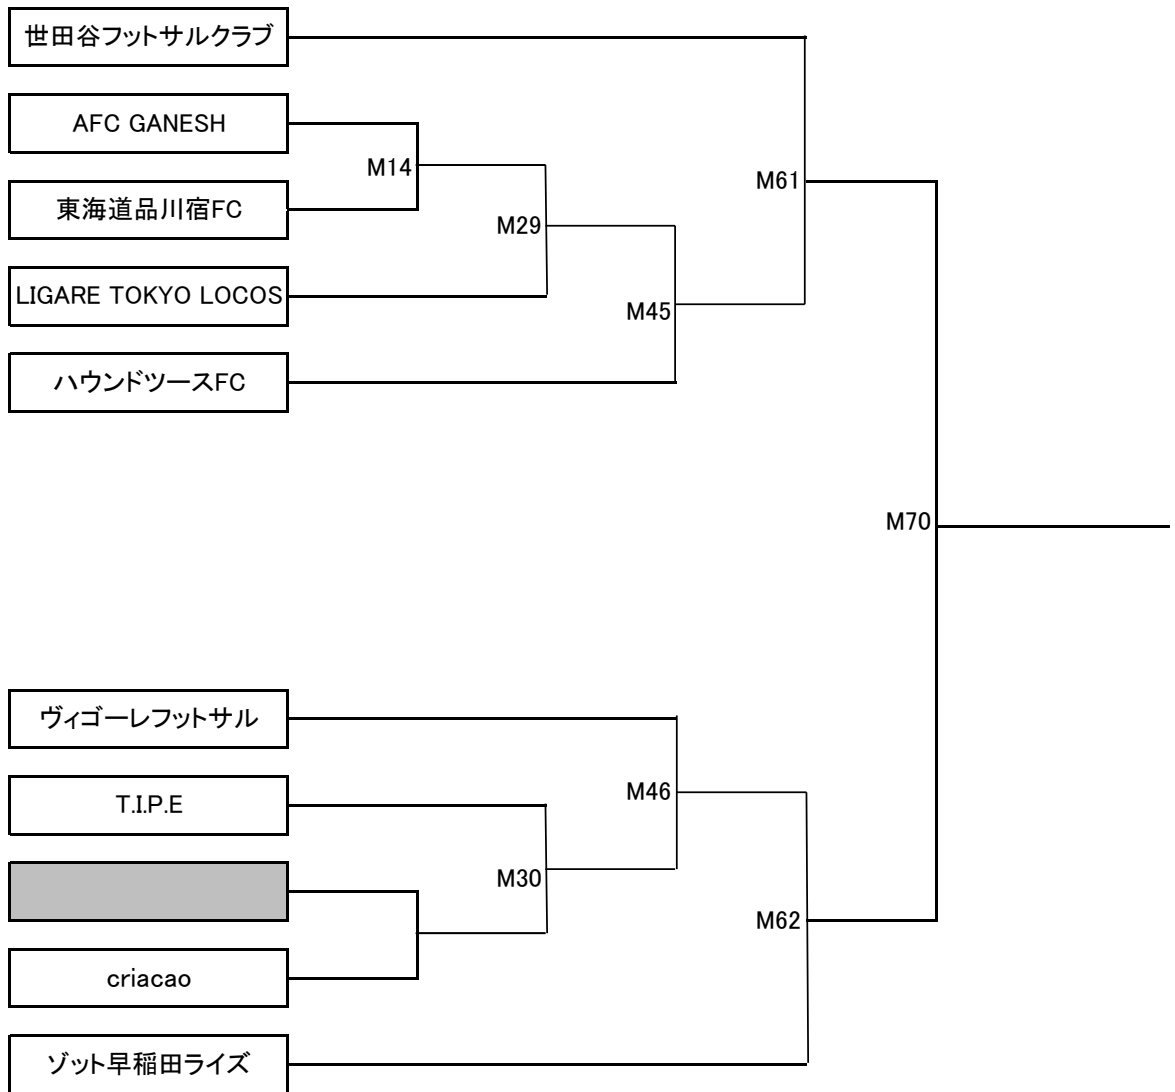 世田谷フットサルクラブ
AFC GANESH
M14
M61
東海道品川宿FC
M29
LIGARE TOKYO LOCOS
M45
ハウンドツースFC
M70
ヴィゴーレフットサル
M46
T.I.P.E
M30
M62
criacao
ゾット早稲田ライズ